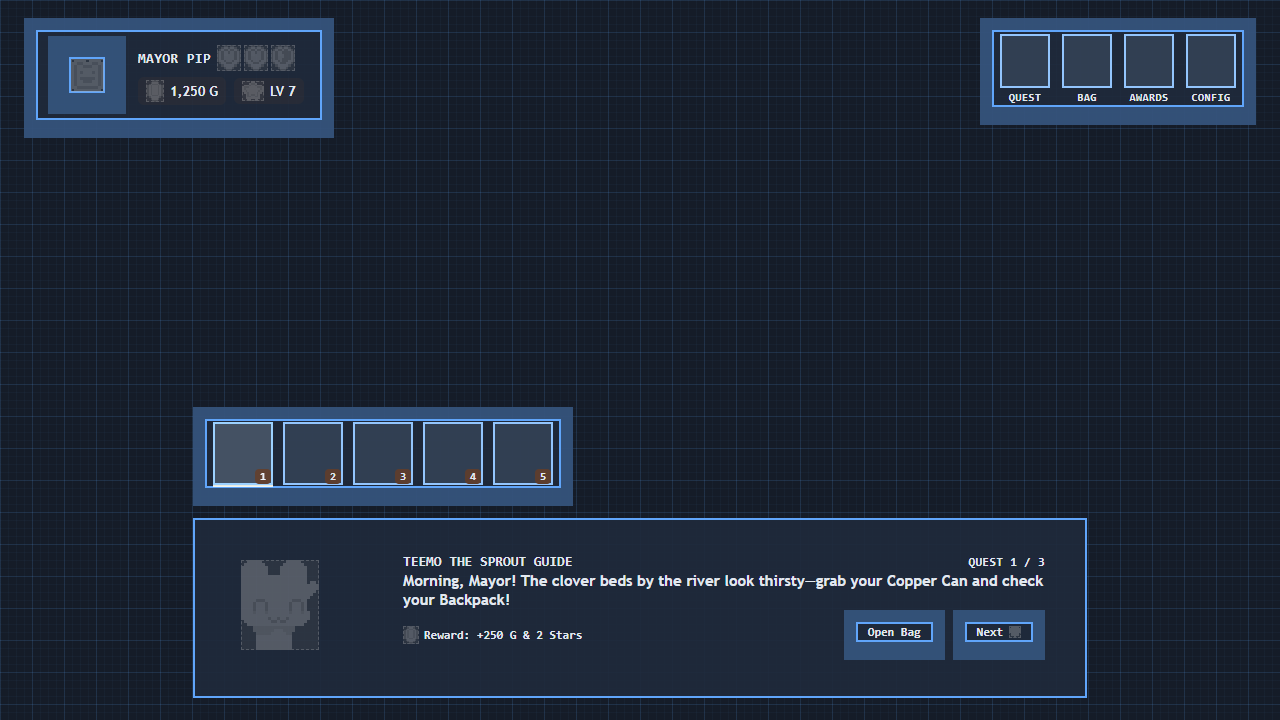 MAYOR PIP
1,250 G
LV 7
QUEST
BAG
AWARDS
CONFIG
1
2
3
4
5
TEEMO THE SPROUT GUIDE
QUEST 1 / 3
Morning, Mayor! The clover beds by the river look thirsty—grab your Copper Can and check
your Backpack!
Reward: +250 G & 2 Stars
Open Bag
Next